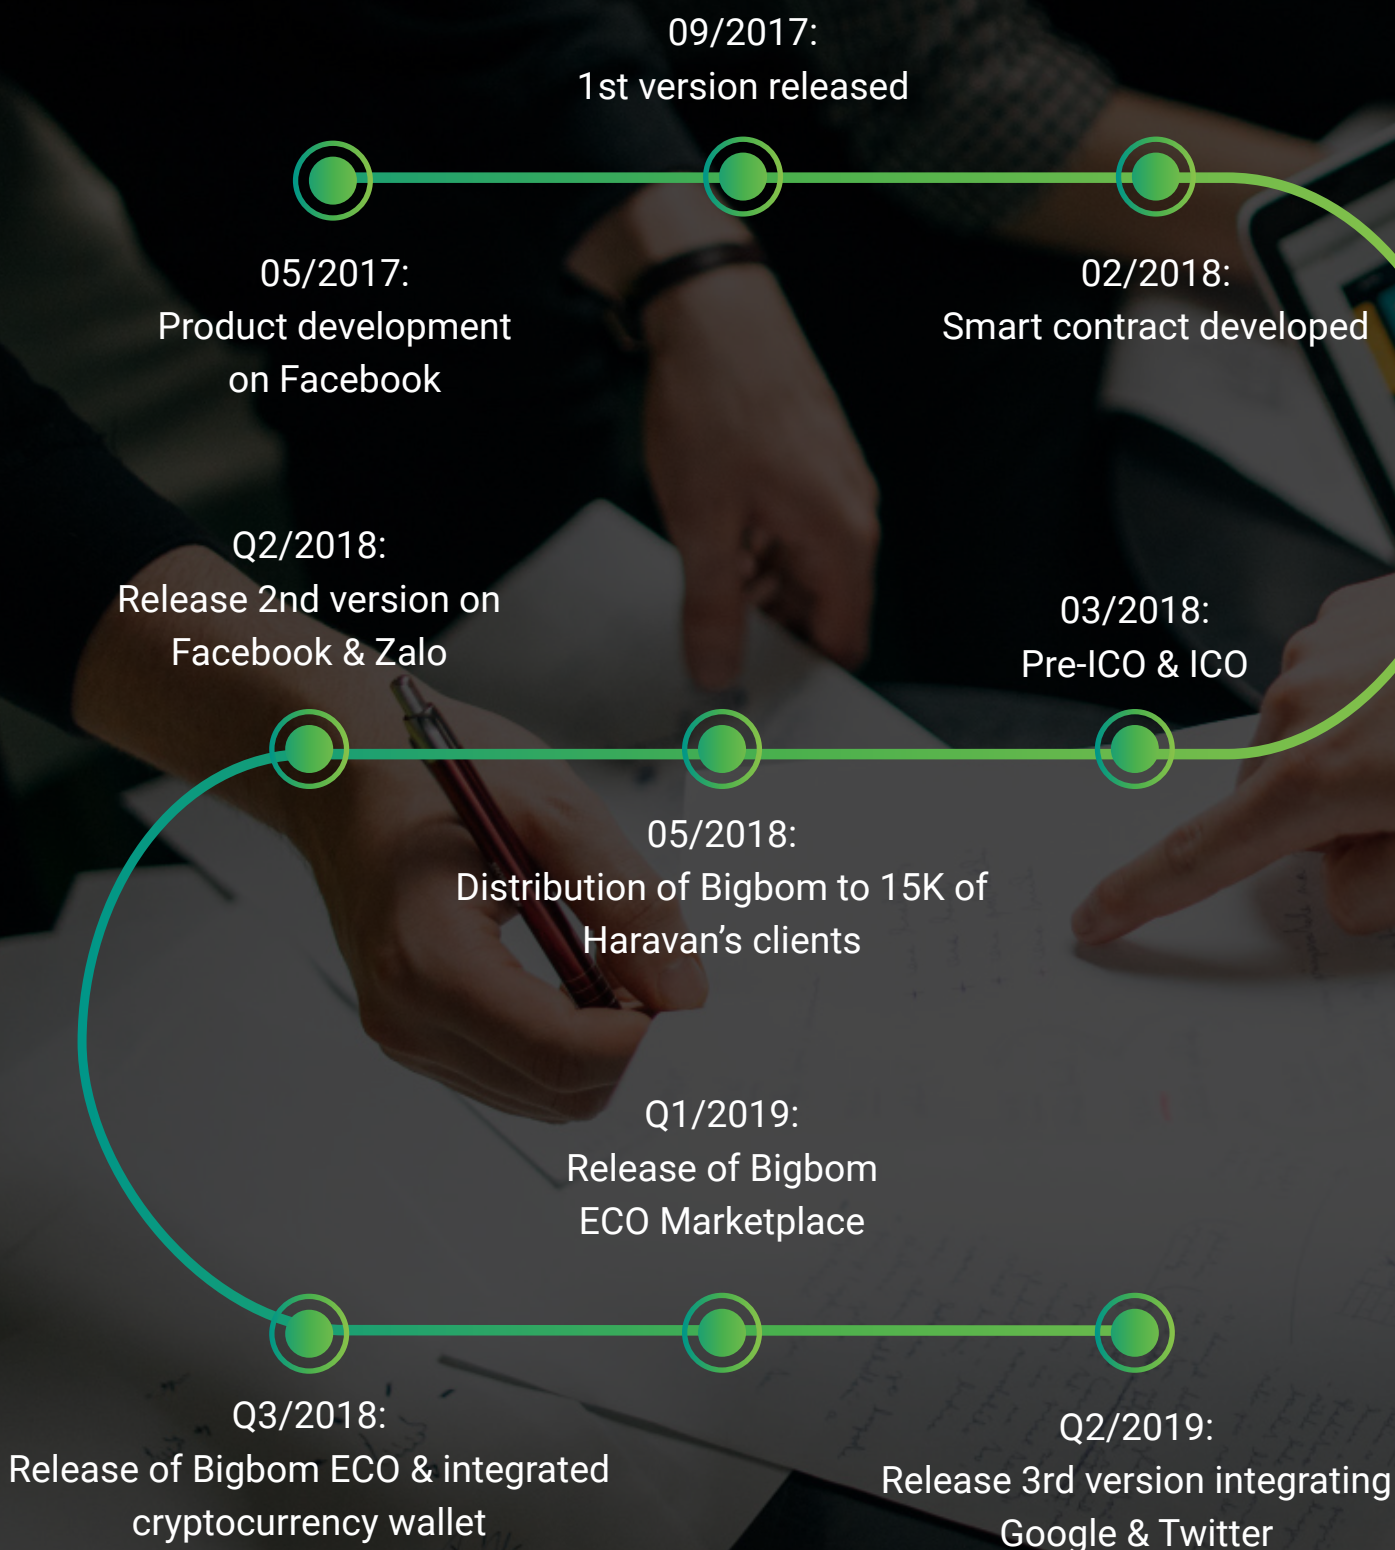 09/2017:
1st version released
05/2017:
Product development
on Facebook
02/2018:
Smart contract developed
Q2/2018:
Release 2nd version on
Facebook & Zalo
03/2018:
Pre-ICO & ICO
05/2018:
Distribution of Bigbom to 15K of
Haravan’s clients
Q1/2019:
Release of Bigbom
ECO Marketplace
Q3/2018:
Release of Bigbom ECO & integrated
cryptocurrency wallet
Q2/2019:
Release 3rd version integrating
Google & Twitter